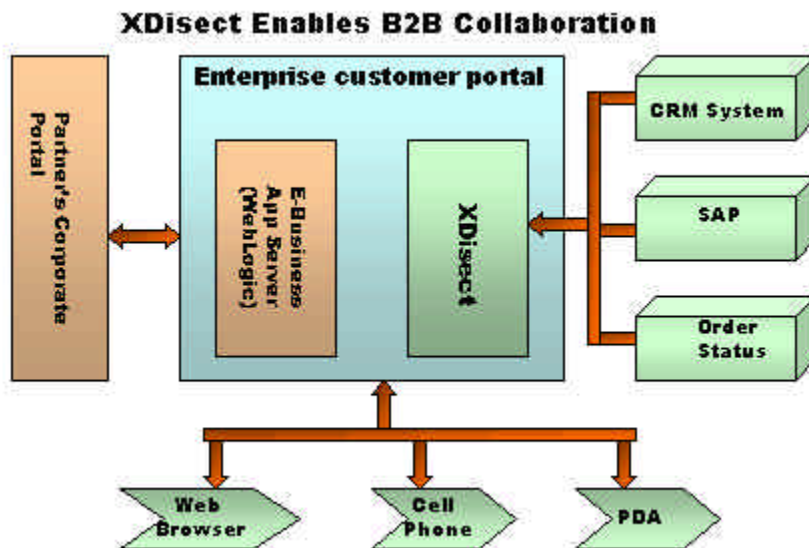 XDisect Enables B2B Collaboration
Partner's Corporate
Portal
Enterprise customer portal
E-Business
App Server
(WebLogic)
XDisect
CRM System
SAP
Order
Status
Web
Browser
Cell
Phone
PDA